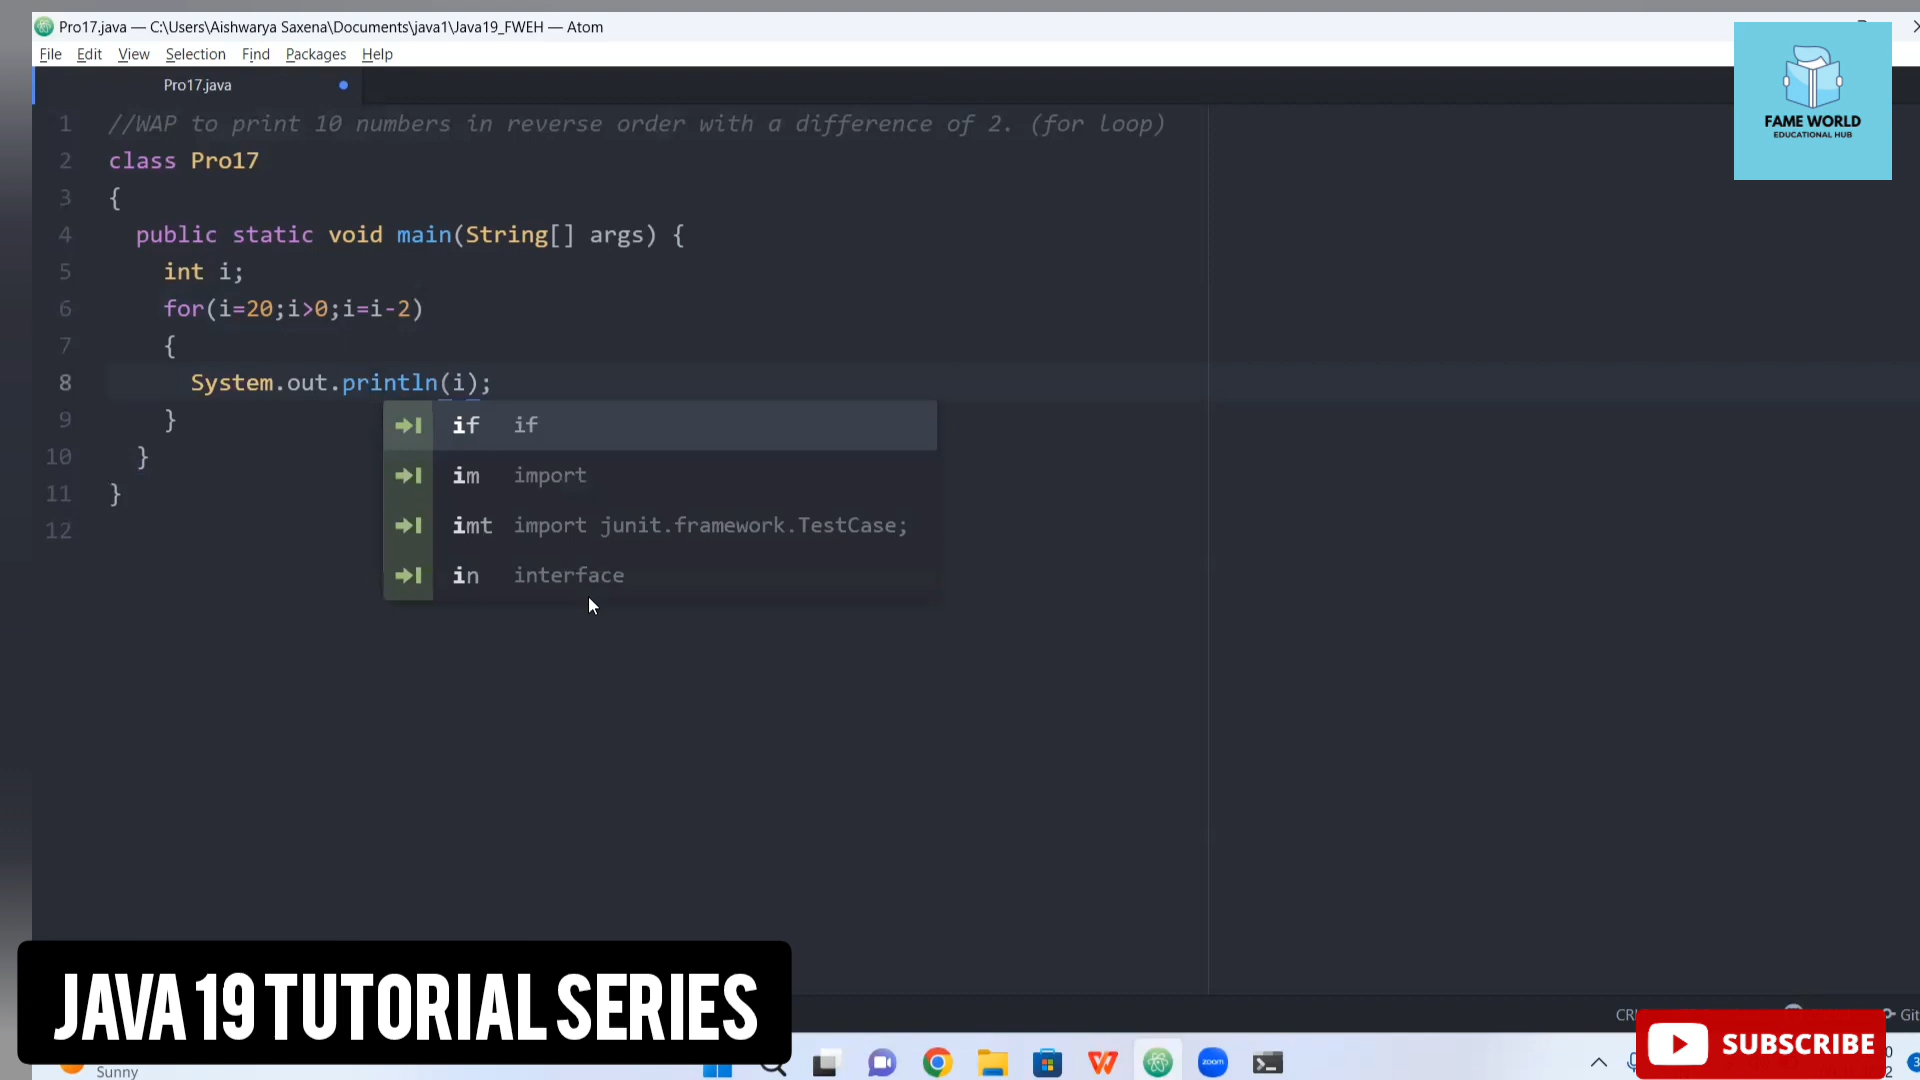 Pro17.java — C:\Users\Aishwarya Saxena\Documents\java1\Java19_FWEH — Atom
File Edit View Selection Find Packages Help
Pro17.java
FAME WORLD
EDUCATIONAL HUB
1 //WAP to print 10 numbers in reverse order with a difference of 2. (for loop)
2 class Pro17
3 {
4 public static void main(String[] args) {
5 int i;
6 for(i=20;i>0;i=i-2)
7 {
8 System.out.println(i);
9 }
10 }
11 }
12
if if
im import
imt import junit.framework.TestCase;
in interface
JAVA 19 TUTORIAL SERIES
Git
SUBSCRIBE
Sunny
zoom